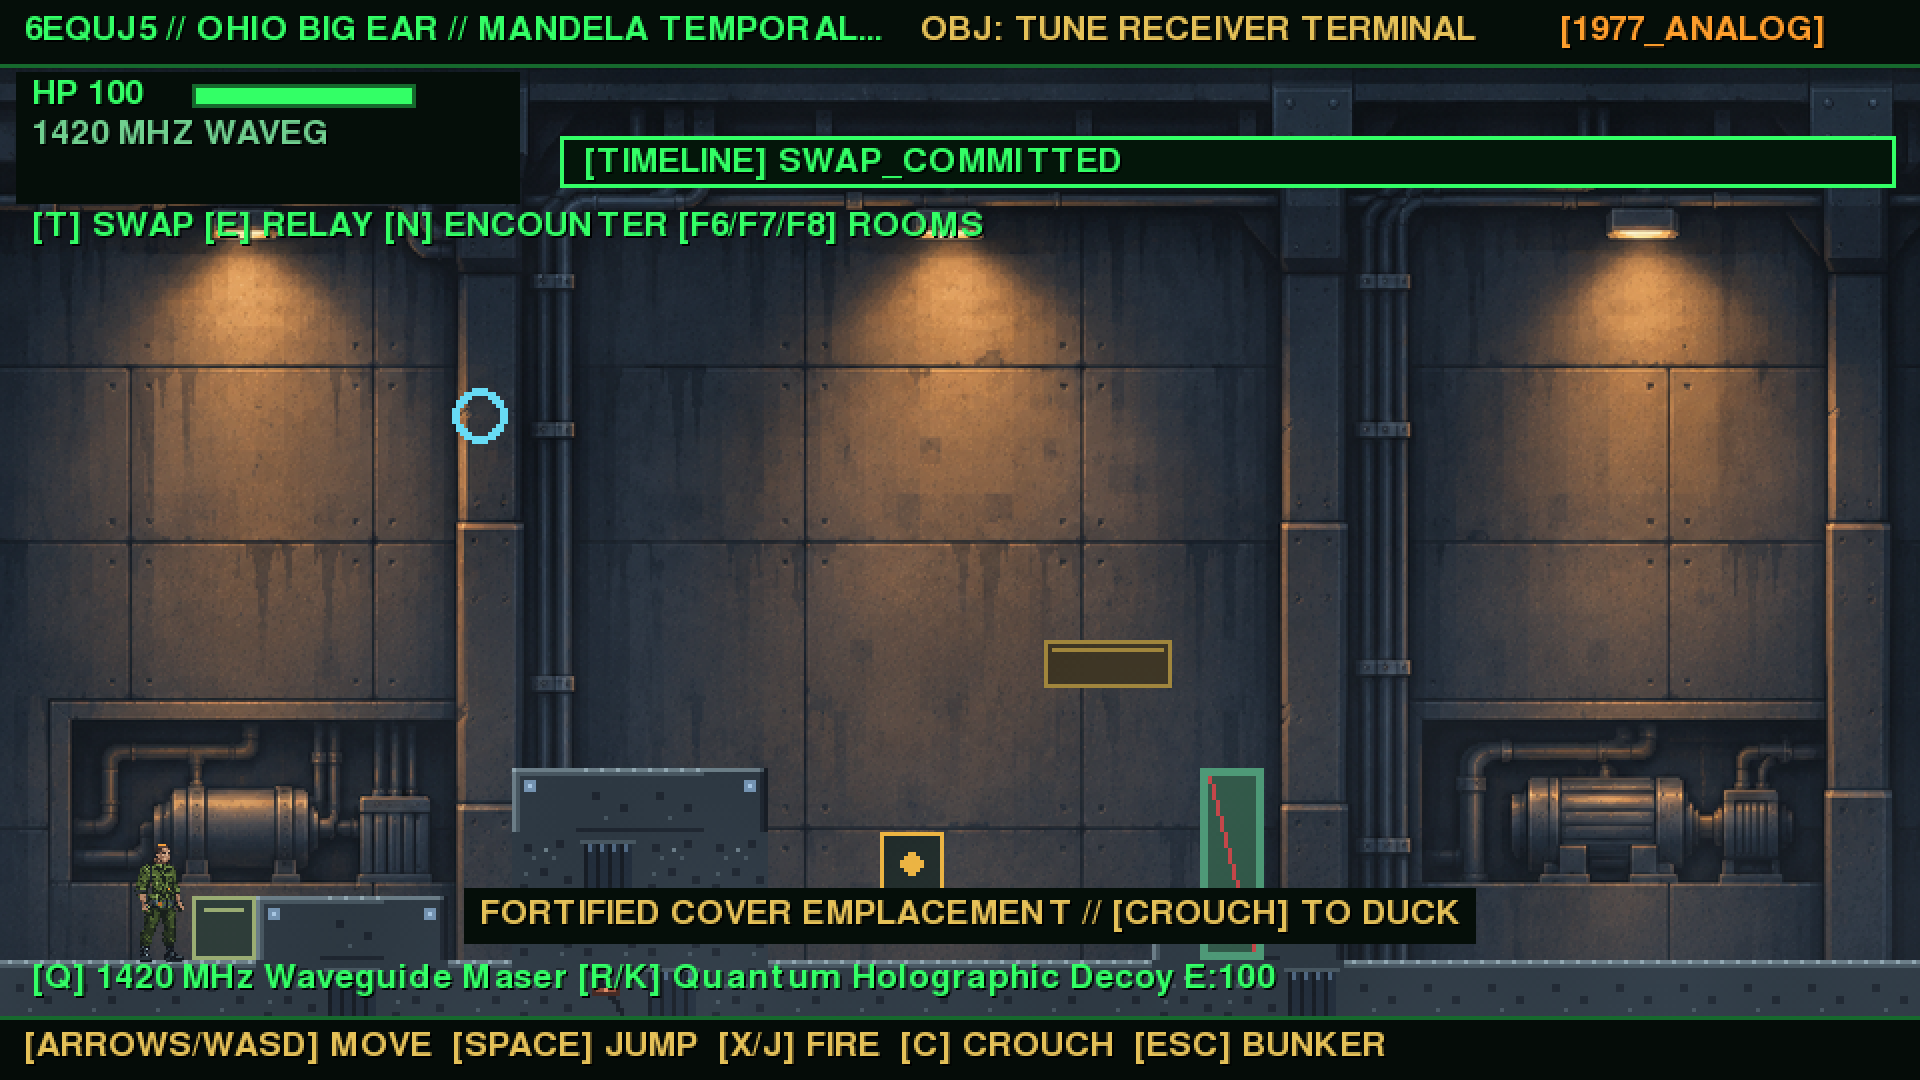 6EQUJ5 // OHIO BIG EAR // MANDELA TEMPORAL... OBJ: TUNE RECEIVER TERMINAL [1977_ANALOG]
HP 100
1420 MHZ WAVEG
[TIMELINE] SWAP_COMMITTED
[T] SWAP [E] RELAY [N] ENCOUNTER [F6/F7/F8] ROOMS
FORTIFIED COVER EMPLACEMENT // [CROUCH] TO DUCK
[Q] 1420 MHz Waveguide Maser [R/K] Quantum Holographic Decoy E:100
[ARROWS/WASD] MOVE [SPACE] JUMP [X/J] FIRE [C] CROUCH [ESC] BUNKER